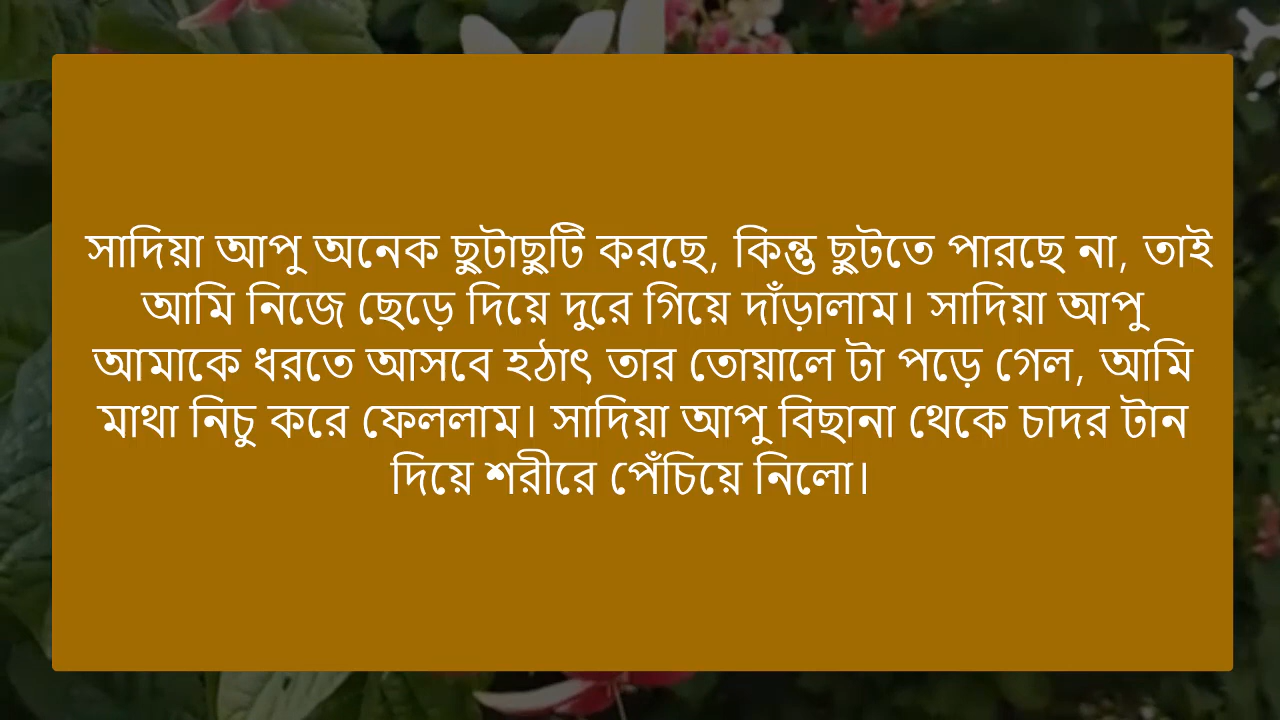 সাদিয়া আপু অনেক ছুটাছুটি করছে, কিন্তু ছুটতে পারছে না, তাই
আমি নিজে ছেড়ে দিয়ে দুরে গিয়ে দাঁড়ালাম। সাদিয়া আপু
আমাকে ধরতে আসবে হঠাৎ তার তোয়ালে টা পড়ে গেল, আমি
মাথা নিচু করে ফেললাম। সাদিয়া আপু বিছানা থেকে চাদর টান
দিয়ে শরীরে পেঁচিয়ে নিলো।